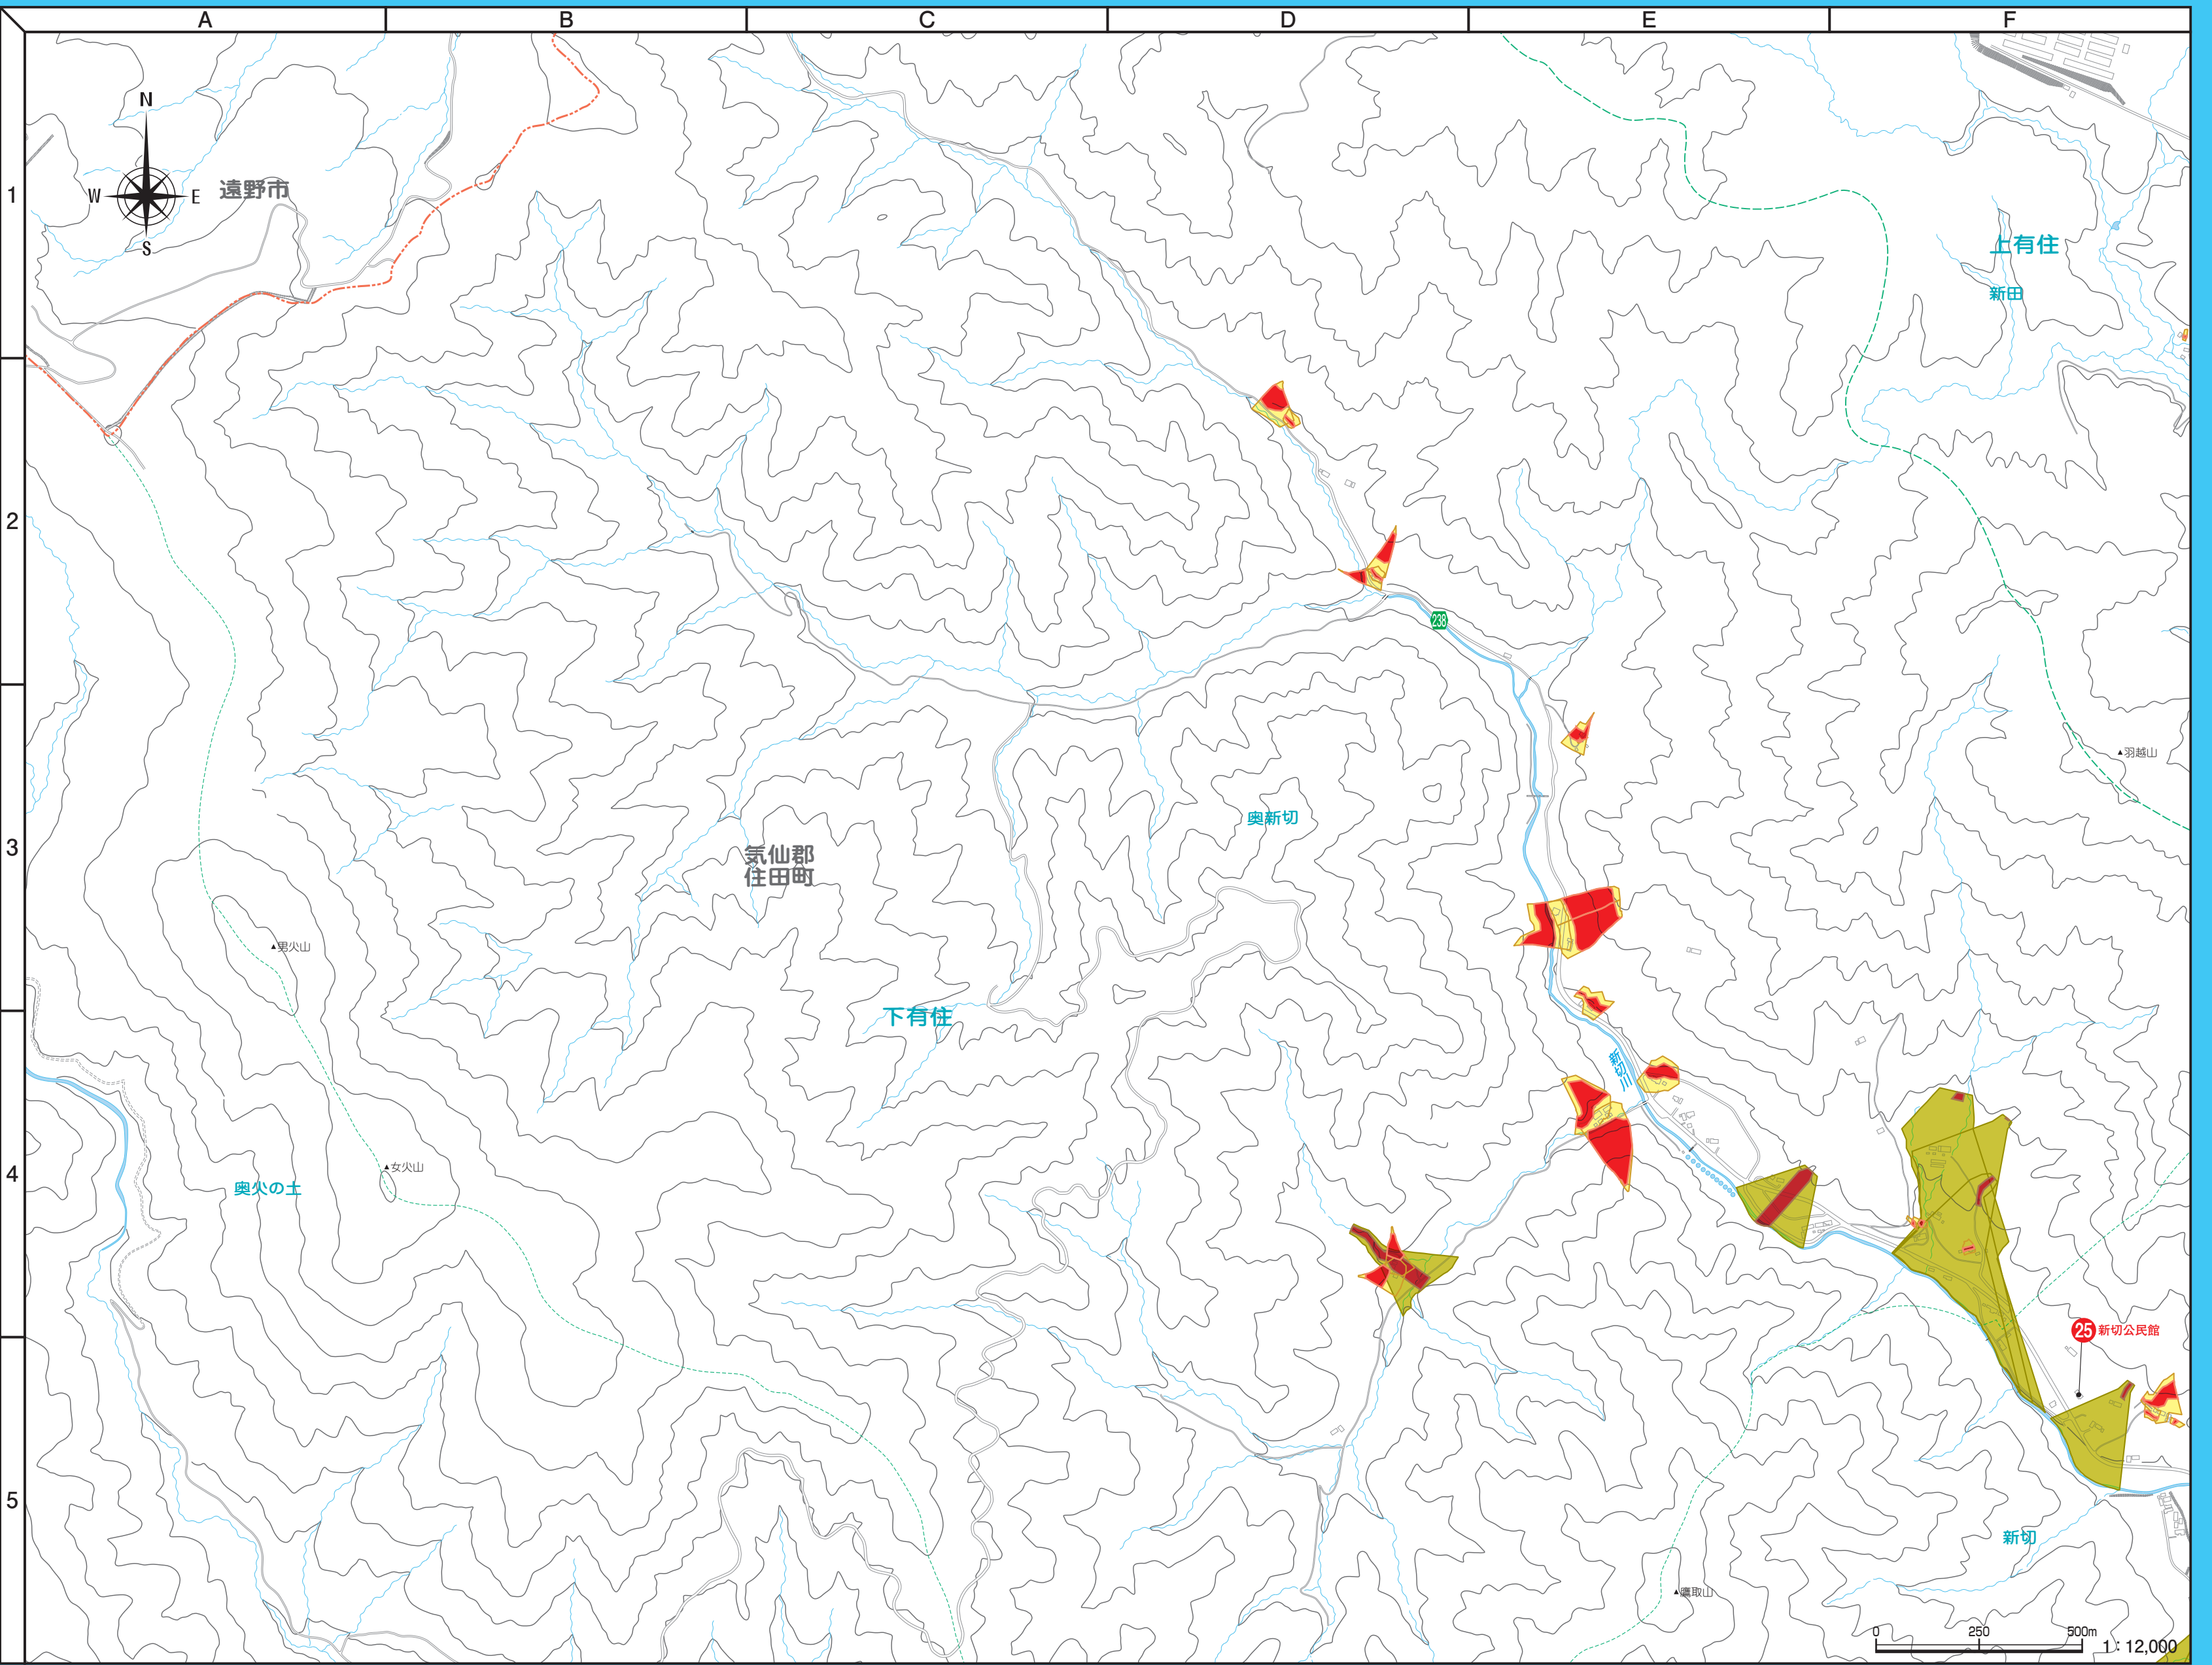 A B C D E F
1
2
3
4
5
N
W E
S
遠野市
上有住
新田
238
羽越山
奥新切
気仙郡
住田町
男火山
下有住
新切川
女火山
奥火の土
25 新切公民館
新切
鷹取山
0 250 500m
1:12,000